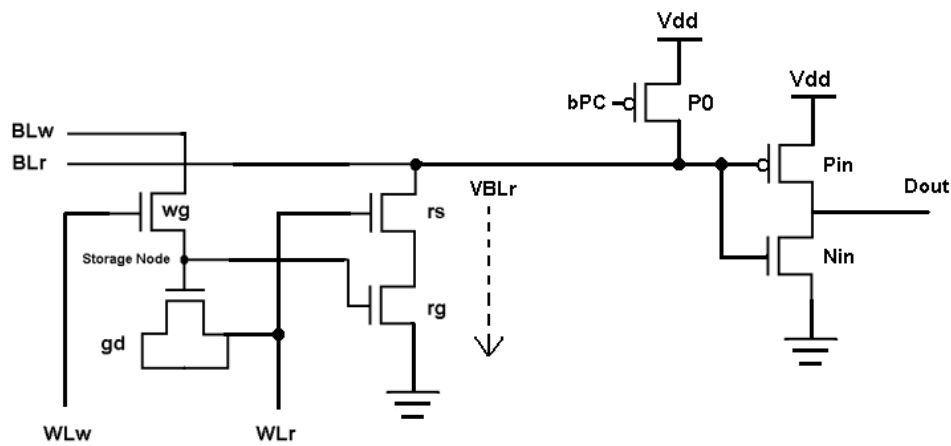 Vdd
bPC
P0
Vdd
BLw
BLr
VBLr
Pin
Dout
wg
rs
Storage Node
Nin
rg
gd
WLw
WLr